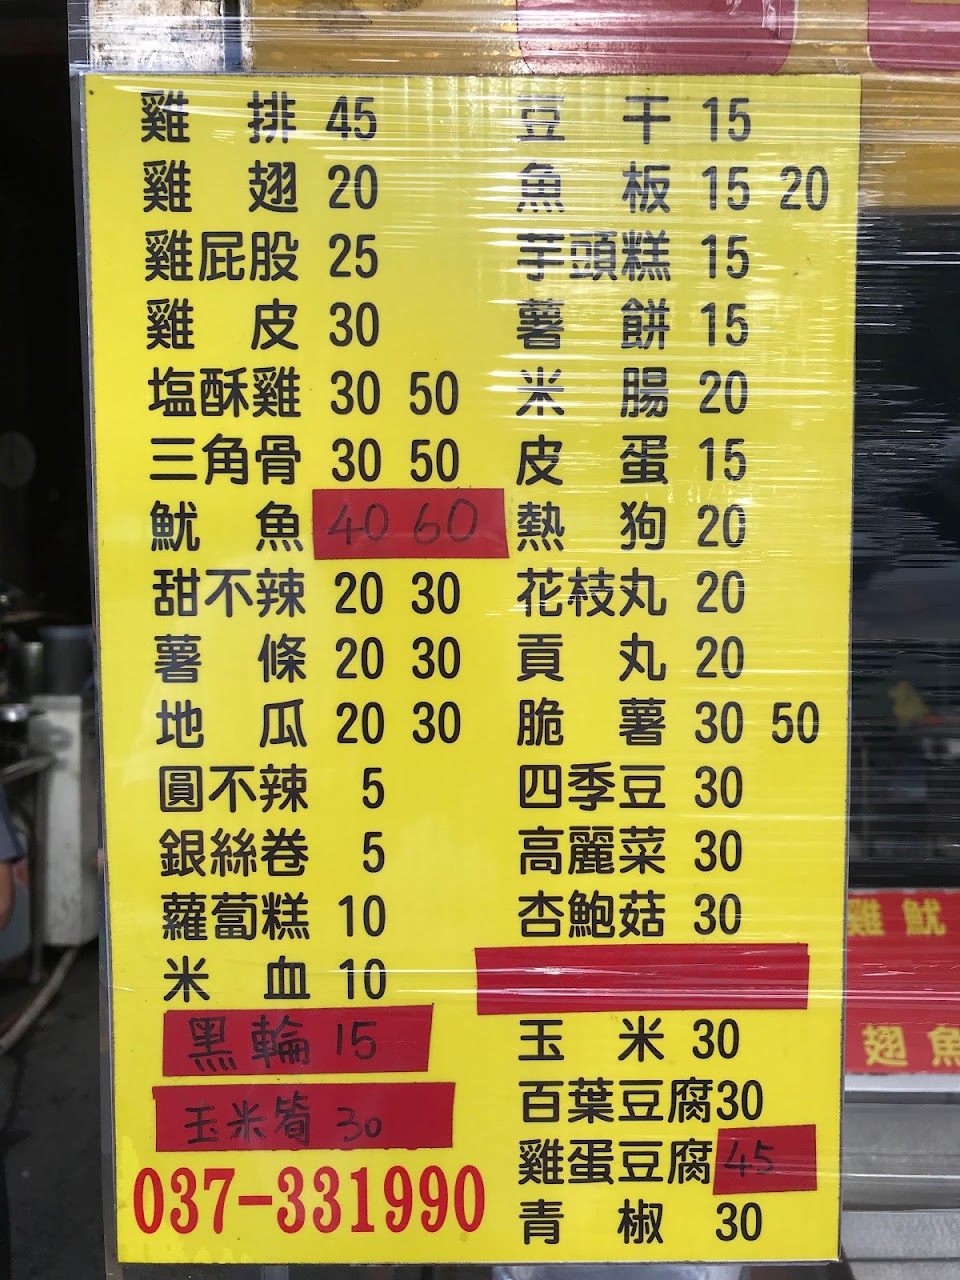 雞排 45
雞翅 20
雞屁股 25
雞皮 30
塩酥雞 30 50
三角骨 30 50
魷魚 40 60
甜不辣 20 30
薯條 20 30
地瓜 20 30
圓不辣 5
銀絲卷 5
蘿蔔糕 10
米血 10
黑輪 15
玉米筍 30
037-331990
豆干 15
魚板 15 20
芋頭糕 15
薯餅 15
米腸 20
皮蛋 15
熱狗 20
花枝丸 20
貢丸 20
脆薯 30 50
四季豆 30
高麗菜 30
杏鮑菇 30
玉米 30
百葉豆腐30
雞蛋豆腐 45
青椒 30
雞魷
翅魚